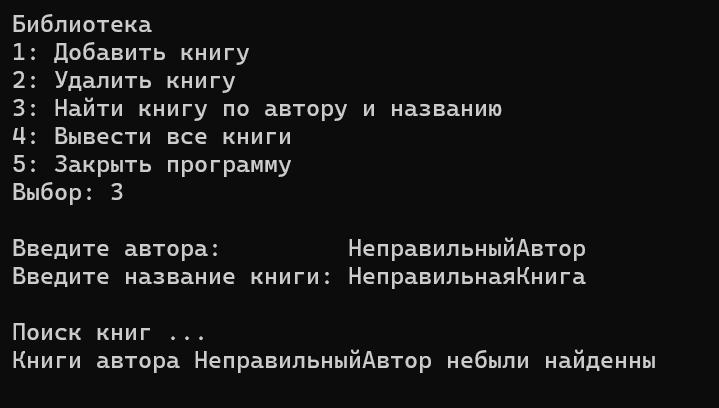 Библиотека
1: Добавить книгу
2: Удалить книгу
3: Найти книгу по автору и названию
4: Вывести все книги
5: Закрыть программу
Выбор: 3
Введите автора: НеправильныйАвтор
Введите название книги: НеправильнаяКнига
Поиск книг ...
Книги автора НеправильныйАвтор небыли найденны